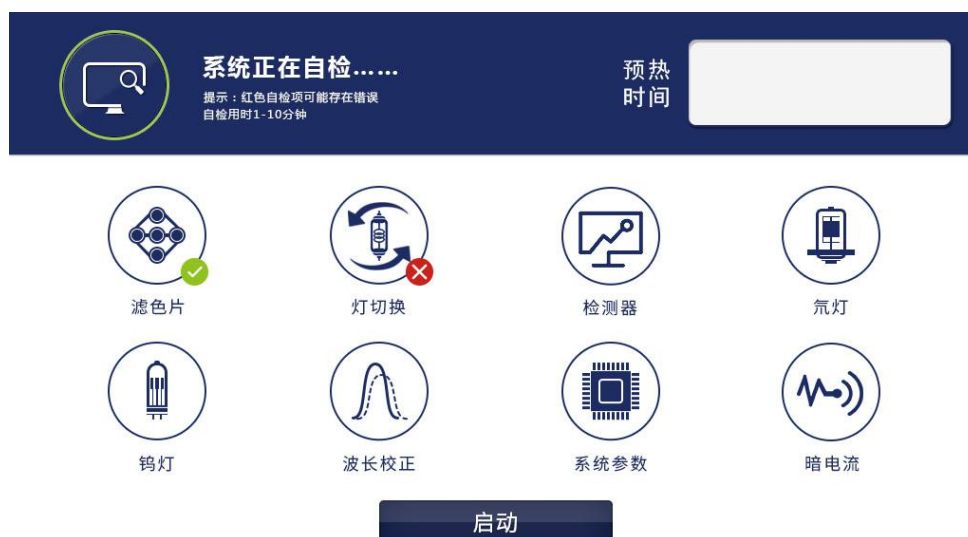 系统正在自检……
提示：红色自检项可能存在错误
自检用时1-10分钟
预热
时间
滤色片
灯切换
检测器
氘灯
钨灯
波长校正
系统参数
暗电流
启动